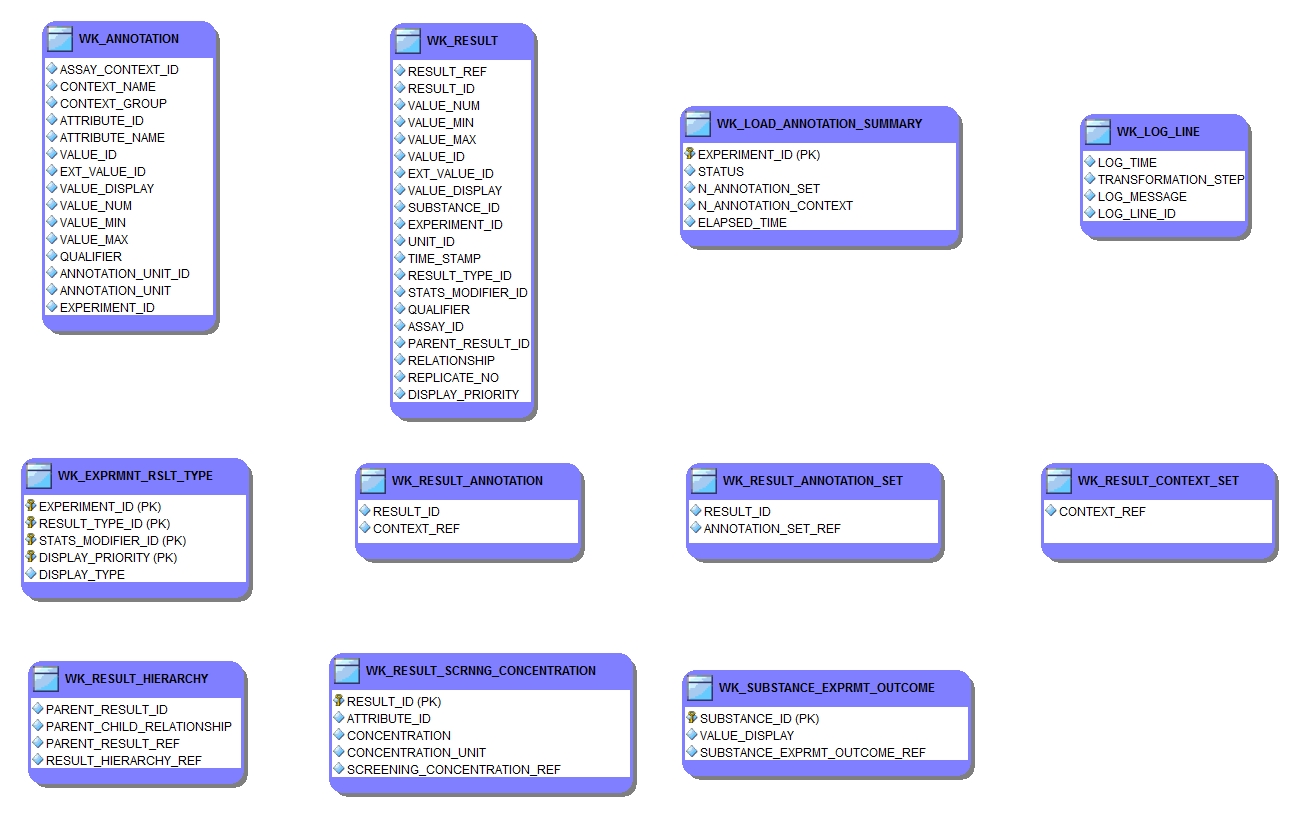 WK_ANNOTATION
ASSAY_CONTEXT_ID
CONTEXT_NAME
CONTEXT_GROUP
ATTRIBUTE_ID
ATTRIBUTE_NAME
VALUE_ID
EXT_VALUE_ID
VALUE_DISPLAY
VALUE_NUM
VALUE_MIN
VALUE_MAX
QUALIFIER
ANNOTATION_UNIT_ID
ANNOTATION_UNIT
EXPERIMENT_ID
WK_RESULT
RESULT_REF
RESULT_ID
VALUE_NUM
VALUE_MIN
VALUE_MAX
VALUE_ID
EXT_VALUE_ID
VALUE_DISPLAY
SUBSTANCE_ID
EXPERIMENT_ID
UNIT_ID
TIME_STAMP
RESULT_TYPE_ID
STATS_MODIFIER_ID
QUALIFIER
ASSAY_ID
PARENT_RESULT_ID
RELATIONSHIP
REPLICATE_NO
DISPLAY_PRIORITY
WK_LOAD_ANNOTATION_SUMMARY
EXPERIMENT_ID (PK)
STATUS
N_ANNOTATION_SET
N_ANNOTATION_CONTEXT
ELAPSED_TIME
WK_LOG_LINE
LOG_TIME
TRANSFORMATION_STEP
LOG_MESSAGE
LOG_LINE_ID
WK_EXPRMNT_RSLT_TYPE
EXPERIMENT_ID (PK)
RESULT_TYPE_ID (PK)
STATS_MODIFIER_ID (PK)
DISPLAY_PRIORITY (PK)
DISPLAY_TYPE
WK_RESULT_ANNOTATION
RESULT_ID
CONTEXT_REF
WK_RESULT_ANNOTATION_SET
RESULT_ID
ANNOTATION_SET_REF
WK_RESULT_CONTEXT_SET
CONTEXT_REF
WK_RESULT_HIERARCHY
PARENT_RESULT_ID
PARENT_CHILD_RELATIONSHIP
PARENT_RESULT_REF
RESULT_HIERARCHY_REF
WK_RESULT_SCRNNG_CONCENTRATION
RESULT_ID (PK)
ATTRIBUTE_ID
CONCENTRATION
CONCENTRATION_UNIT
SCREENING_CONCENTRATION_REF
WK_SUBSTANCE_EXPRMT_OUTCOME
SUBSTANCE_ID (PK)
VALUE_DISPLAY
SUBSTANCE_EXPRMT_OUTCOME_REF